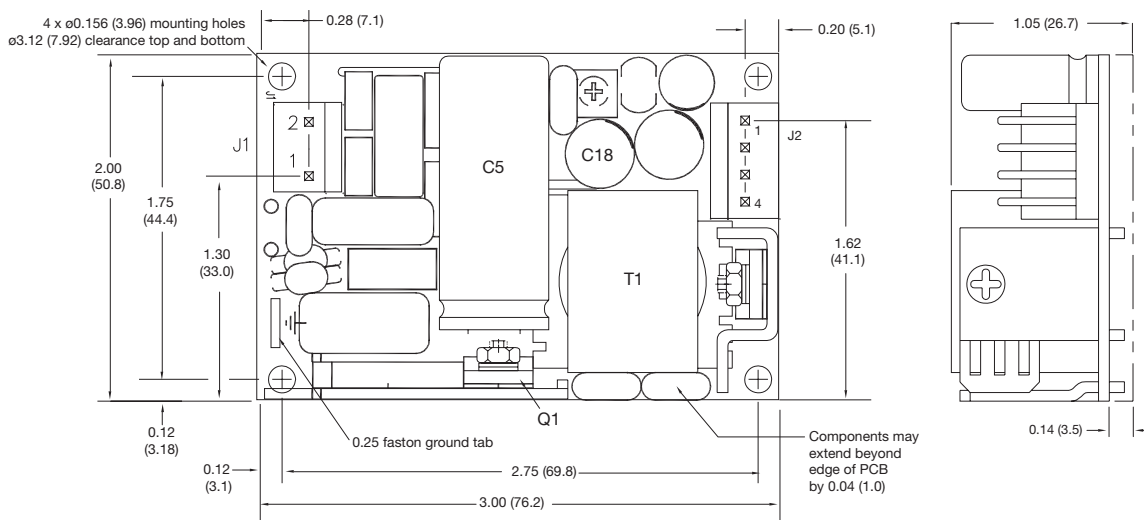 4 x ø0.156 (3.96) mounting holes
ø3.12 (7.92) clearance top and bottom
0.28 (7.1)
0.20 (5.1)
1.05 (26.7)
J1
J1
2
1
C5
C18
1
4
J2
2.00
(50.8)
1.75
(44.4)
1.30
(33.0)
1.62
(41.1)
T1
Q1
0.12
(3.18)
0.25 faston ground tab
0.12
(3.1)
2.75 (69.8)
3.00 (76.2)
Components may
extend beyond
edge of PCB
by 0.04 (1.0)
0.14 (3.5)